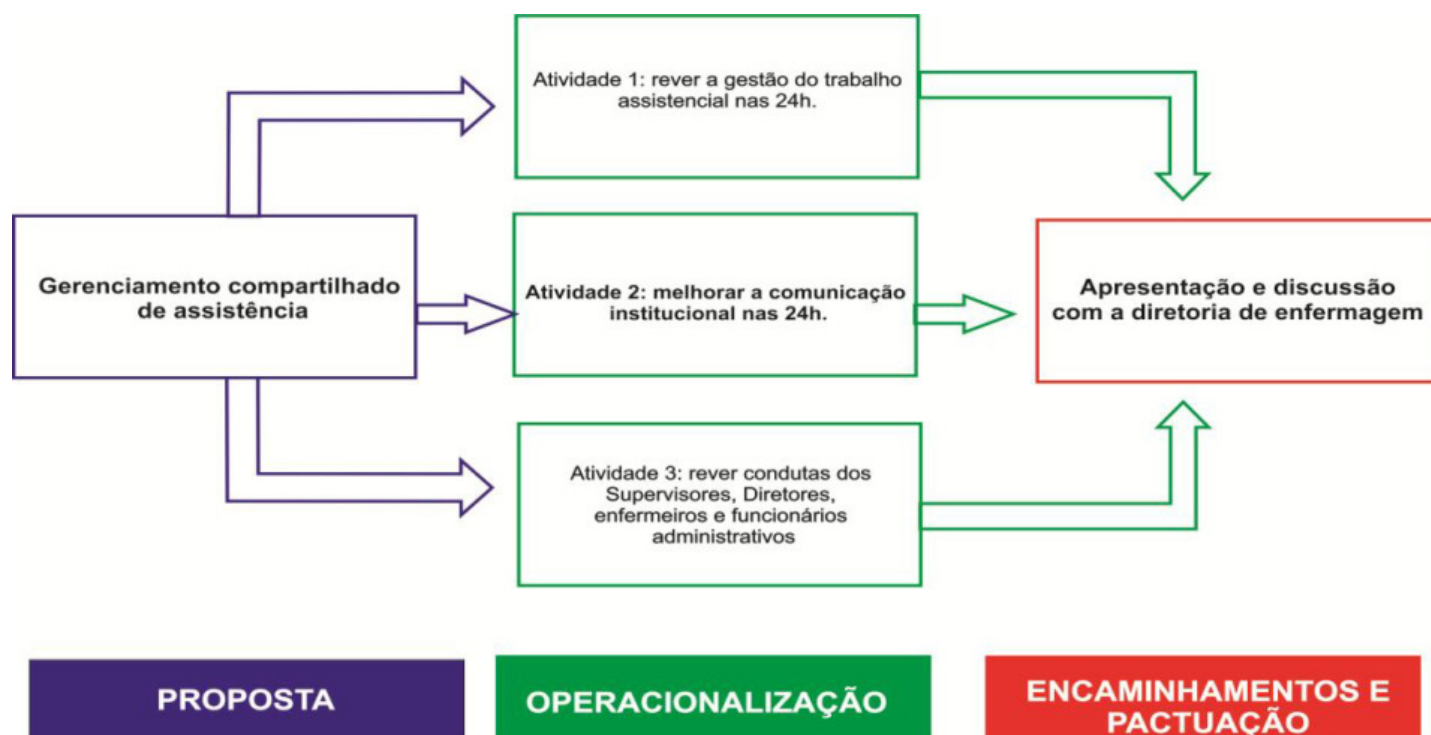 Atividade 1: rever a gestão do trabalho
assistencial nas 24h.
Gerenciamento compartilhado
de assistência
Atividade 2: melhorar a comunicação
institucional nas 24h.
Apresentação e discussão
com a diretoria de enfermagem
Atividade 3: rever condutas dos
Supervisores, Diretores,
enfermeiros e funcionários
administrativos
PROPOSTA
OPERACIONALIZAÇÃO
ENCAMINHAMENTOS E
PACTUAÇÃO